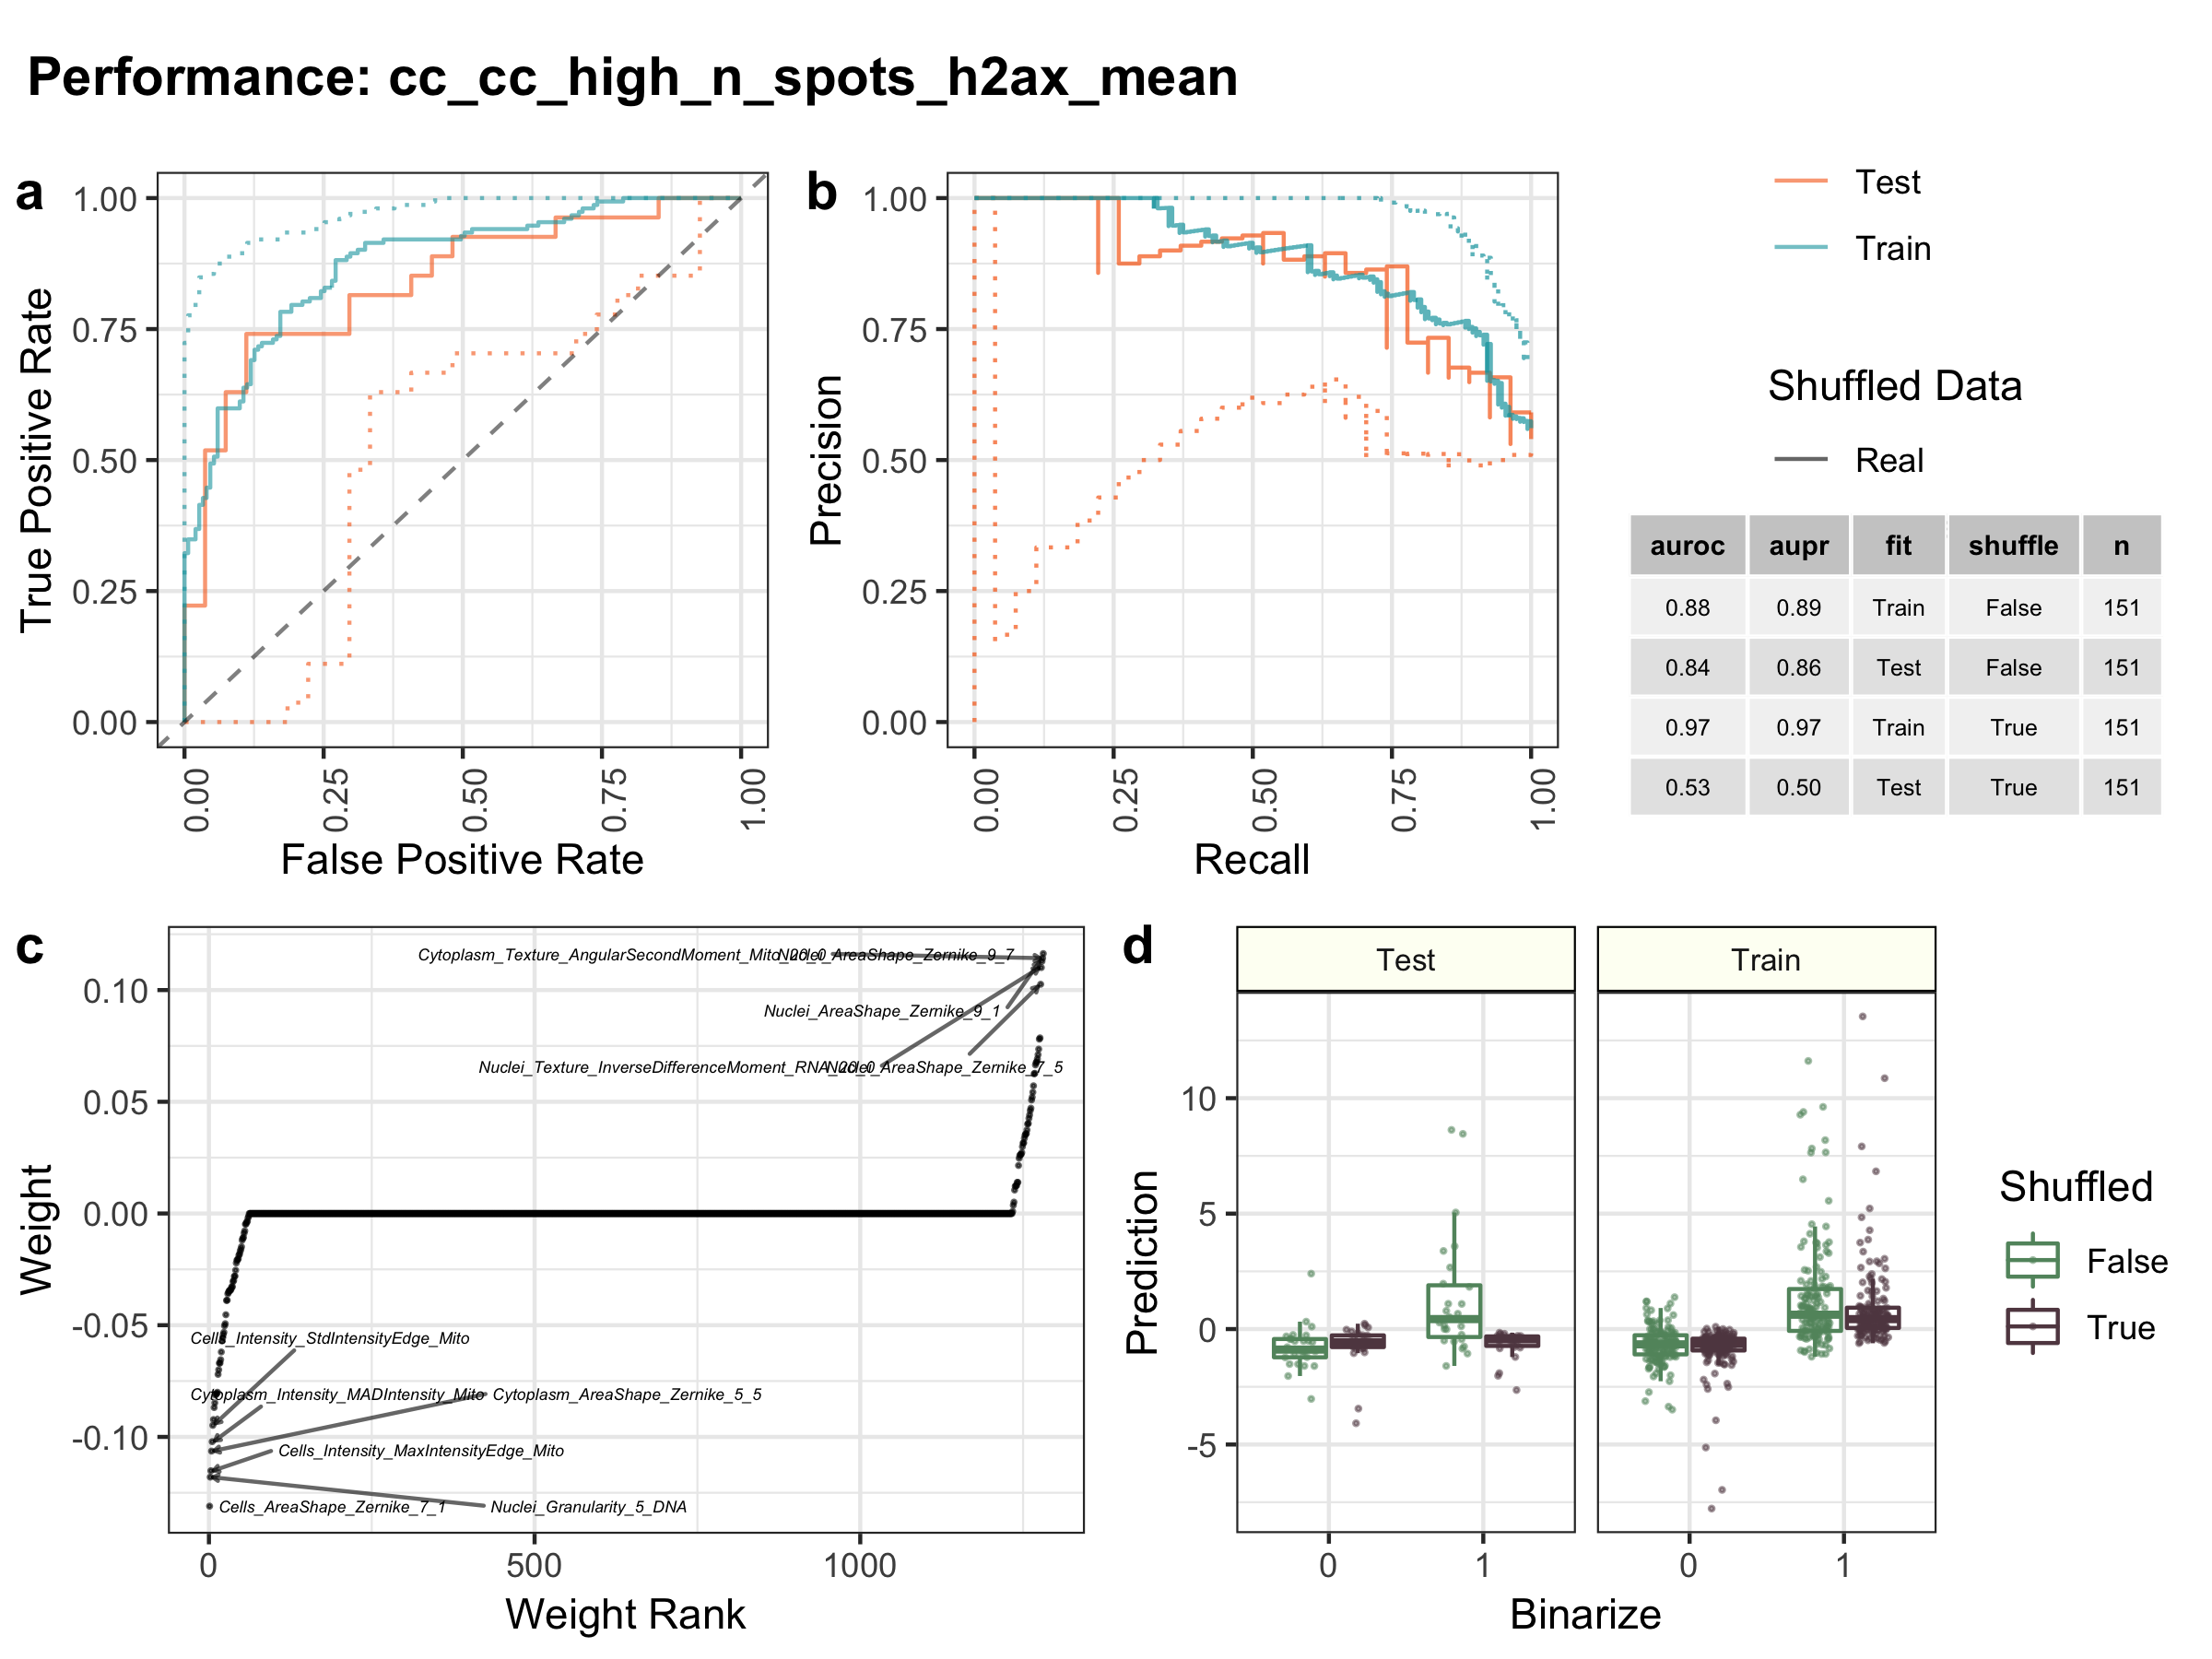 Performance: cc_cc_high_n_spots_h2ax_mean
a
1.00
0.75
0.50
0.25
0.00
True Positive Rate
0.00
0.25
0.50
0.75
1.00
False Positive Rate
b
1.00
0.75
0.50
0.25
0.00
Precision
0.00
0.25
0.50
0.75
1.00
Recall
Test
Train
Shuffled Data
Real
auroc aupr fit shuffle n
0.88 0.89 Train False 151
0.84 0.86 Test False 151
0.97 0.97 Train True 151
0.53 0.50 Test True 151
c
0.10
0.05
0.00
-0.05
-0.10
Weight
Cytoplasm_Texture_AngularSecondMoment_Mito_20_0
Nuclei_AreaShape_Zernike_9_7
Nuclei_AreaShape_Zernike_9_1
Nuclei_Texture_InverseDifferenceMoment_RNA_20_0
Nuclei_AreaShape_Zernike_7_5
Cells_Intensity_StdIntensityEdge_Mito
Cytoplasm_Intensity_MADIntensity_Mito
Cytoplasm_AreaShape_Zernike_5_5
Cells_Intensity_MaxIntensityEdge_Mito
Cells_AreaShape_Zernike_7_1
Nuclei_Granularity_5_DNA
0
500
1000
Weight Rank
d
Test
Train
10
5
0
-5
Prediction
0
1
0
1
Binarize
Shuffled
False
True